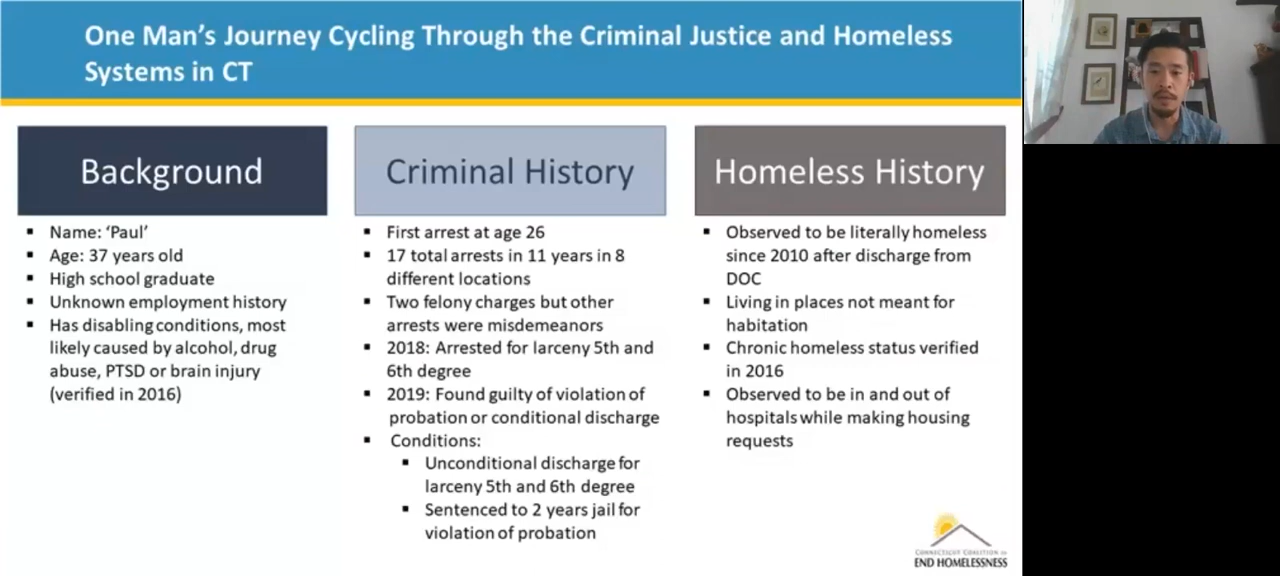 One Man's Journey Cycling Through the Criminal Justice and Homeless
Systems in CT
Background
▪ Name: 'Paul'
▪ Age: 37 years old
▪ High school graduate
▪ Unknown employment history
▪ Has disabling conditions, most
likely caused by alcohol, drug
abuse, PTSD or brain injury
(verified in 2016)
Criminal History
▪ First arrest at age 26
▪ 17 total arrests in 11 years in 8
different locations
▪ Two felony charges but other
arrests were misdemeanors
▪ 2018: Arrested for larceny 5th and
6th degree
▪ 2019: Found guilty of violation of
probation or conditional discharge
▪ Conditions:
▪ Unconditional discharge for
larceny 5th and 6th degree
▪ Sentenced to 2 years jail for
violation of probation
Homeless History
▪ Observed to be literally homeless
since 2010 after discharge from
DOC
▪ Living in places not meant for
habitation
▪ Chronic homeless status verified
in 2016
▪ Observed to be in and out of
hospitals while making housing
requests
CONNECTICUT COALITION TO
END HOMELESSNESS